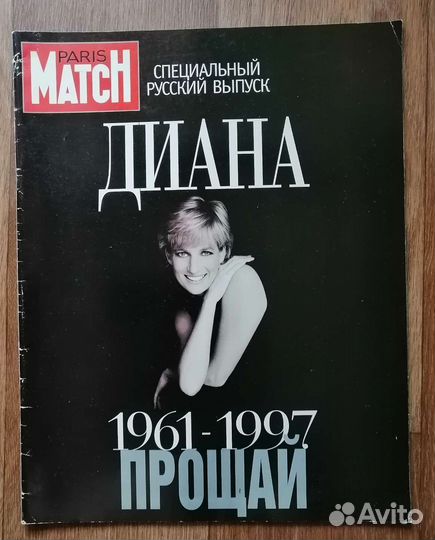 PARIS
MATCH
СПЕЦИАЛЬНЫЙ
РУССКИЙ ВЫПУСК
ДИАНА
1961-1997
ПРОЩАЙ
Avito